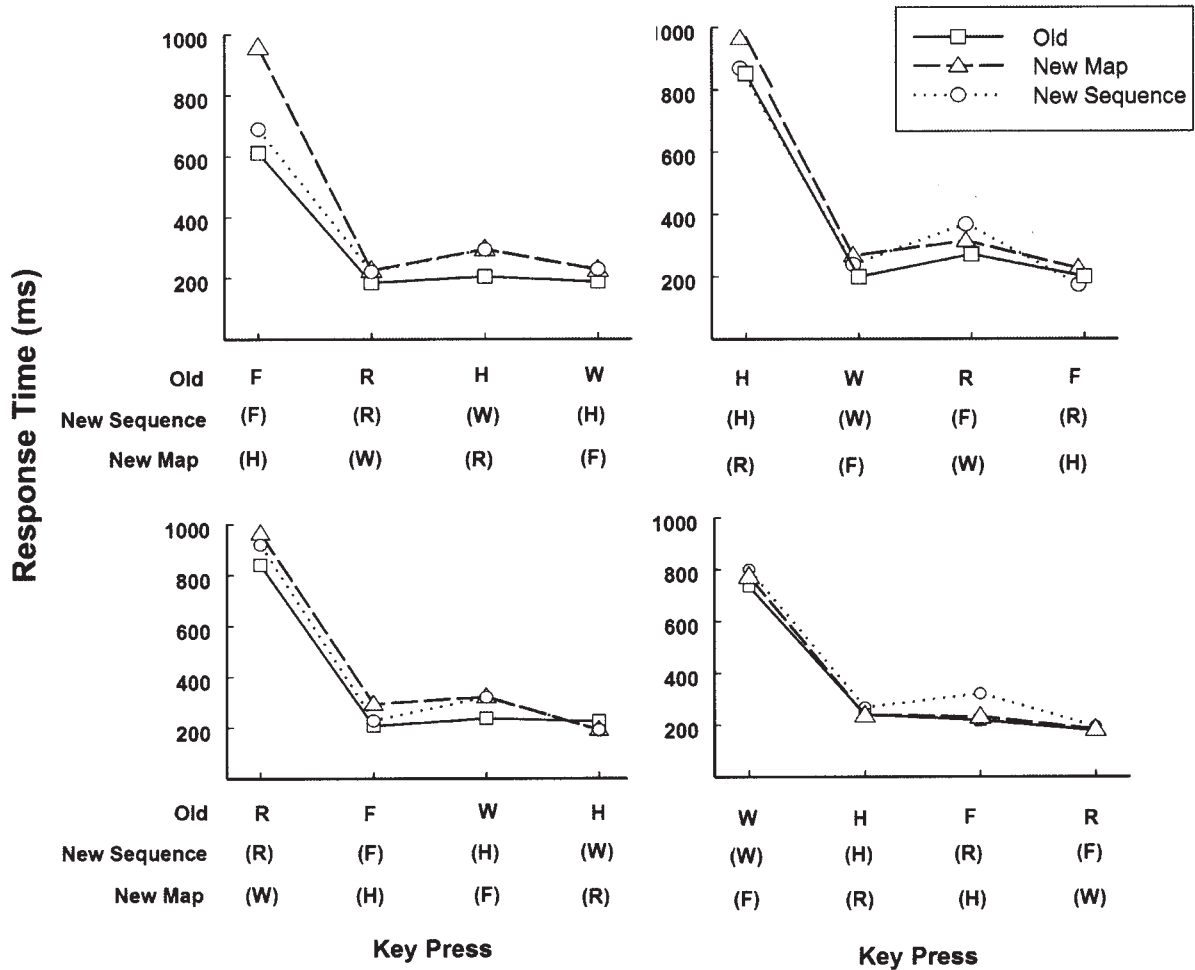 Response Time (ms)
1000
800
600
400
200
Old F R H W
New Sequence (F) (R) (W) (H)
New Map (H) (W) (R) (F)
1000
800
600
400
200
H W R F
(H) (W) (F) (R)
(R) (F) (W) (H)
Old
New Map
New Sequence
1000
800
600
400
200
Old R F W H
New Sequence (R) (F) (H) (W)
New Map (W) (H) (F) (R)
Key Press
1000
800
600
400
200
W H F R
(W) (H) (R) (F)
(F) (R) (H) (W)
Key Press